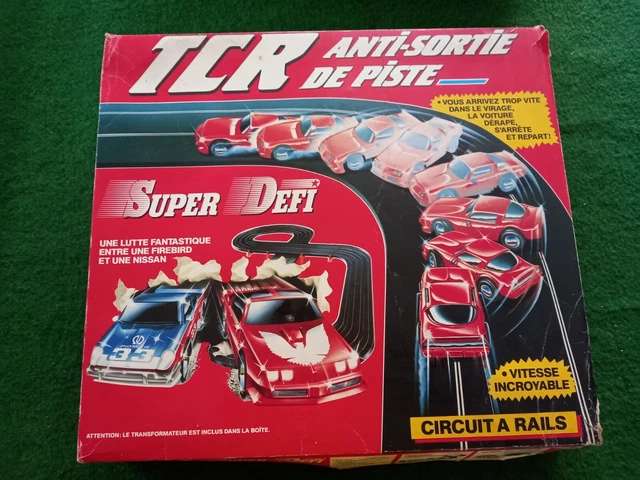 TCR ANTI-SORTIE
DE PISTE
• VOUS ARRIVEZ TROP VITE
DANS LE VIRAGE,
LA VOITURE
DÉRAPE,
S'ARRÊTE
ET REPART!
SUPER DEFI
UNE LUTTE FANTASTIQUE
ENTRE UNE FIREBIRD
ET UNE NISSAN
33
• VITESSE
INCROYABLE
CIRCUIT A RAILS
ATTENTION: LE TRANSFORMATEUR EST INCLUS DANS LA BOÎTE.